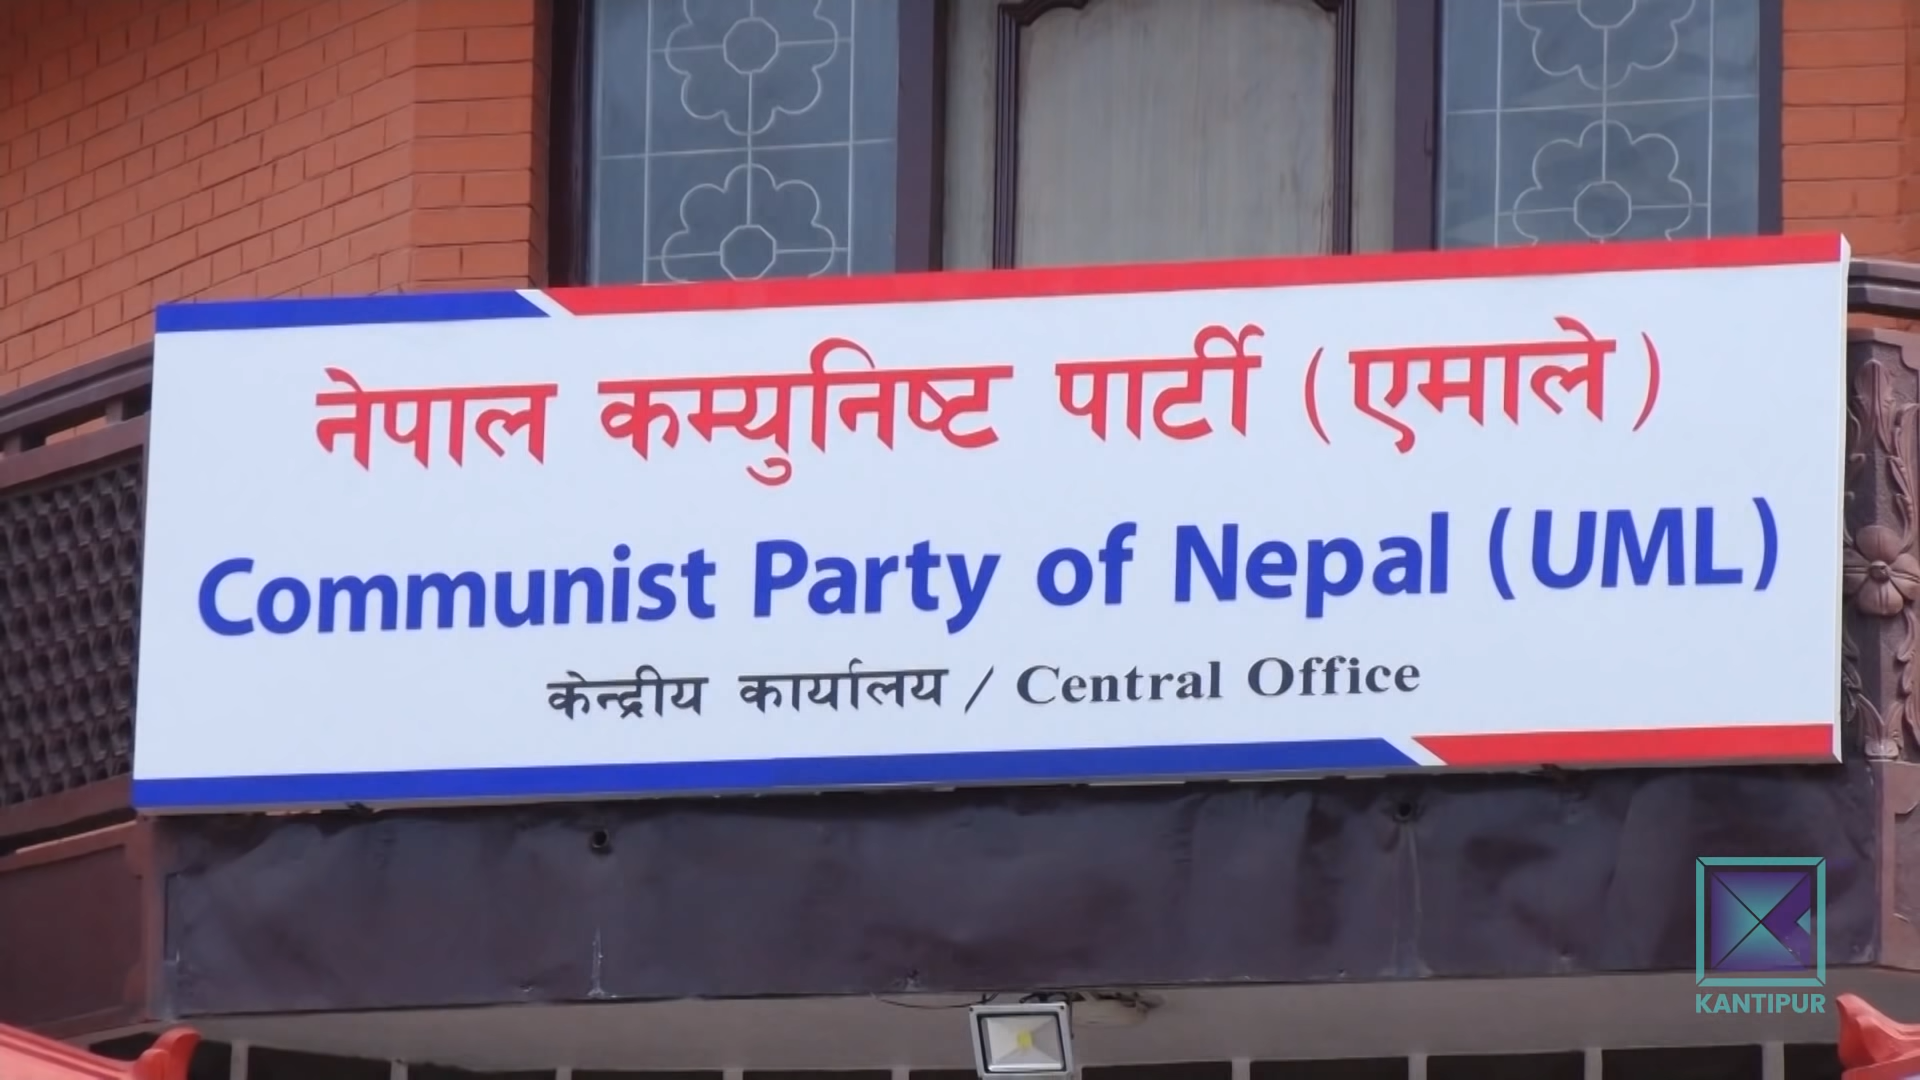 नेपाल कम्युनिष्ट पार्टी (एमाले)
Communist Party of Nepal (UML)
केन्द्रीय कार्यालय / Central Office
KANTIPUR